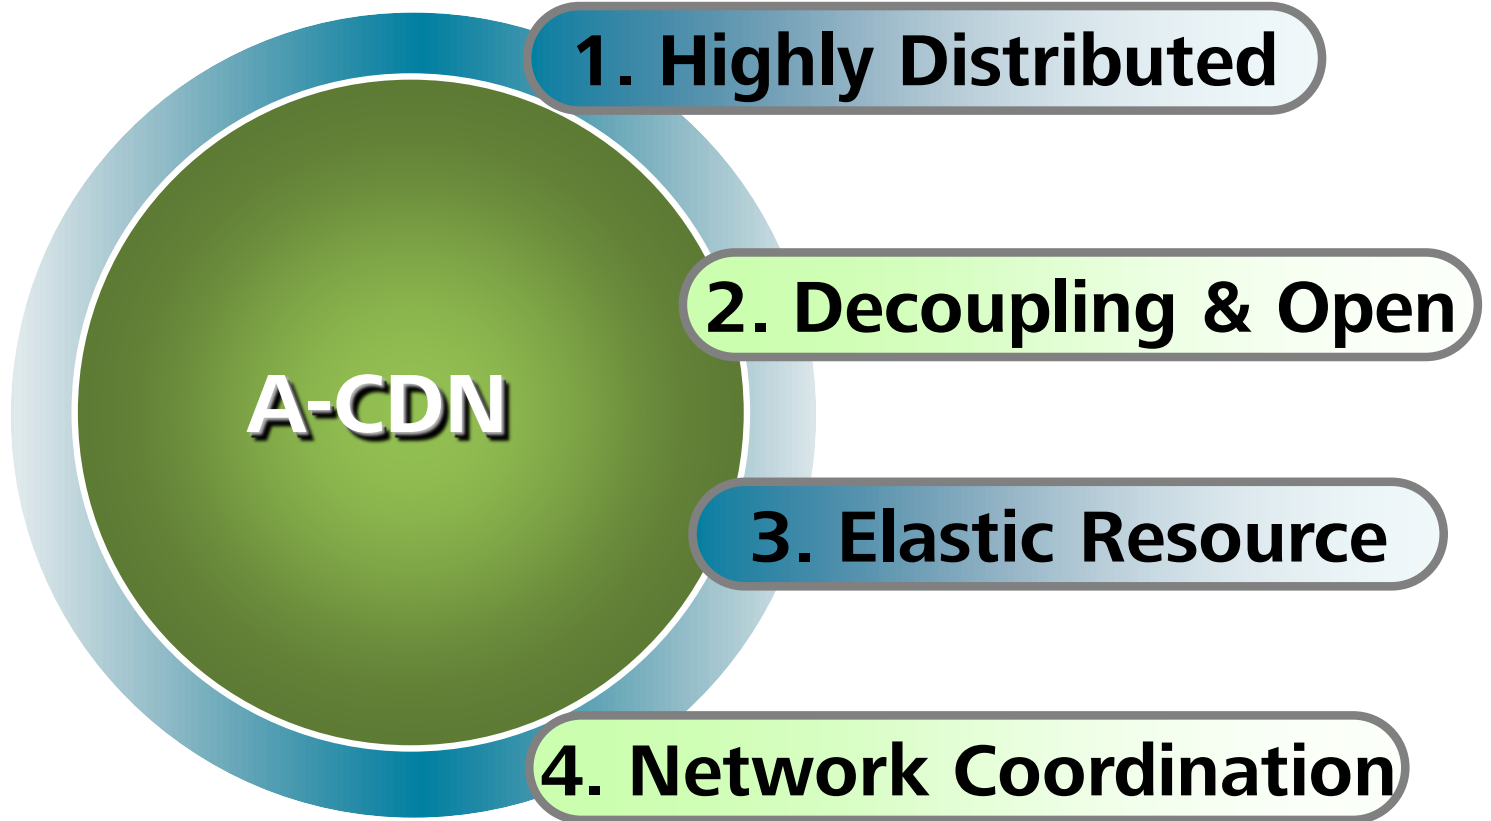 1. Highly Distributed
2. Decoupling & Open
A-CDN
3. Elastic Resource
4. Network Coordination